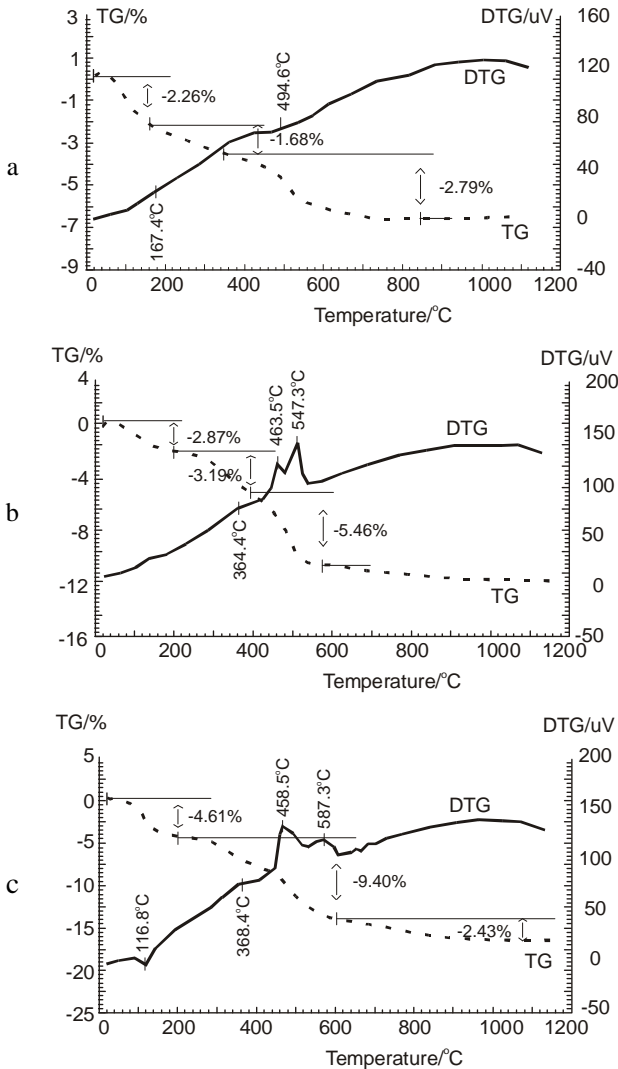 TG/%
DTG/uV
3
160
1
120
DTG
-2.26%
494.6°C
-1
-1.68%
80
a
-3
-5
40
-2.79%
167.4°C
-7
0
TG
-9
-40
0 200 400 600 800 1000 1200
Temperature/°C
TG/%
DTG/uV
4
200
463.5°C
547.3°C
0
150
DTG
-2.87%
-3.19%
-4
100
b
-5.46%
-8
50
364.4°C
-12
0
TG
-16
-50
0 200 400 600 800 1000 1200
Temperature/°C
TG/%
DTG/uV
5
200
458.5°C
587.3°C
0
150
DTG
-4.61%
-5
100
c
-9.40%
-10
-15
50
116.8°C
368.4°C
-2.43%
-20
0
TG
-25
-50
0 200 400 600 800 1000 1200
Temperature/°C